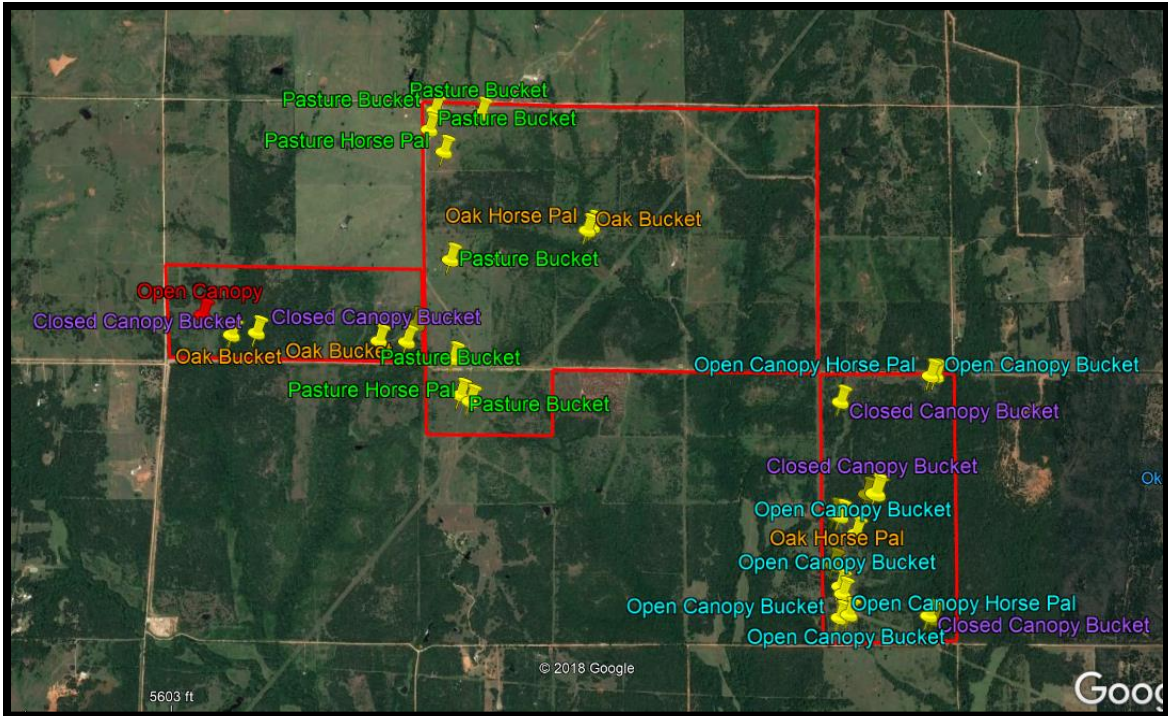 Pasture Bucket
Pasture Bucket
Pasture Bucket
Pasture Horse Pal
Oak Horse Pal
Oak Bucket
Pasture Bucket
Open Canopy
Closed Canopy Bucket
Closed Canopy Bucket
Oak Bucket
Oak Bucket
Pasture Bucket
Open Canopy Horse Pal
Open Canopy Bucket
Pasture Horse Pal
Pasture Bucket
Closed Canopy Bucket
Closed Canopy Bucket
Ok
Open Canopy Bucket
Oak Horse Pal
Open Canopy Bucket
Open Canopy Bucket
Open Canopy Horse Pal
Closed Canopy Bucket
Open Canopy Bucket
© 2018 Google
5603 ft
Goog